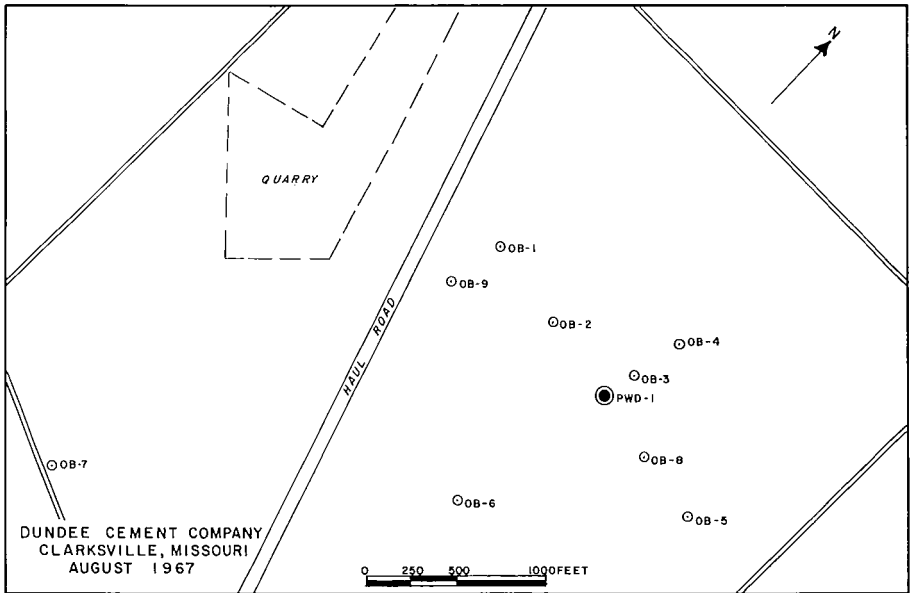 N
QUARRY
OB-1
OB-9
HAUL ROAD
OB-2
OB-4
OB-3
PWD-1
OB-8
OB-7
OB-6
OB-5
DUNDEE CEMENT COMPANY
CLARKSVILLE, MISSOURI
AUGUST 1967
0 250 500 1000FEET